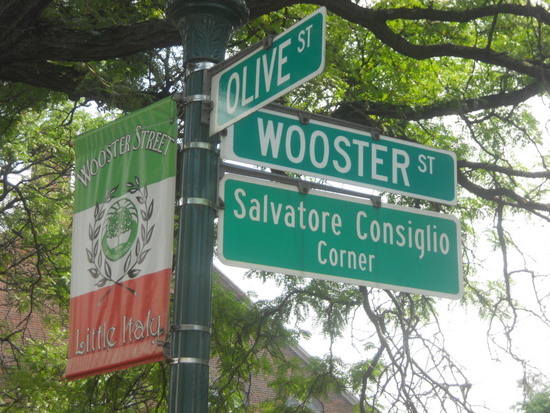 OLIVE ST
WOOSTER ST
Salvatore Consiglio
Corner
Wooster Street
Little Italy